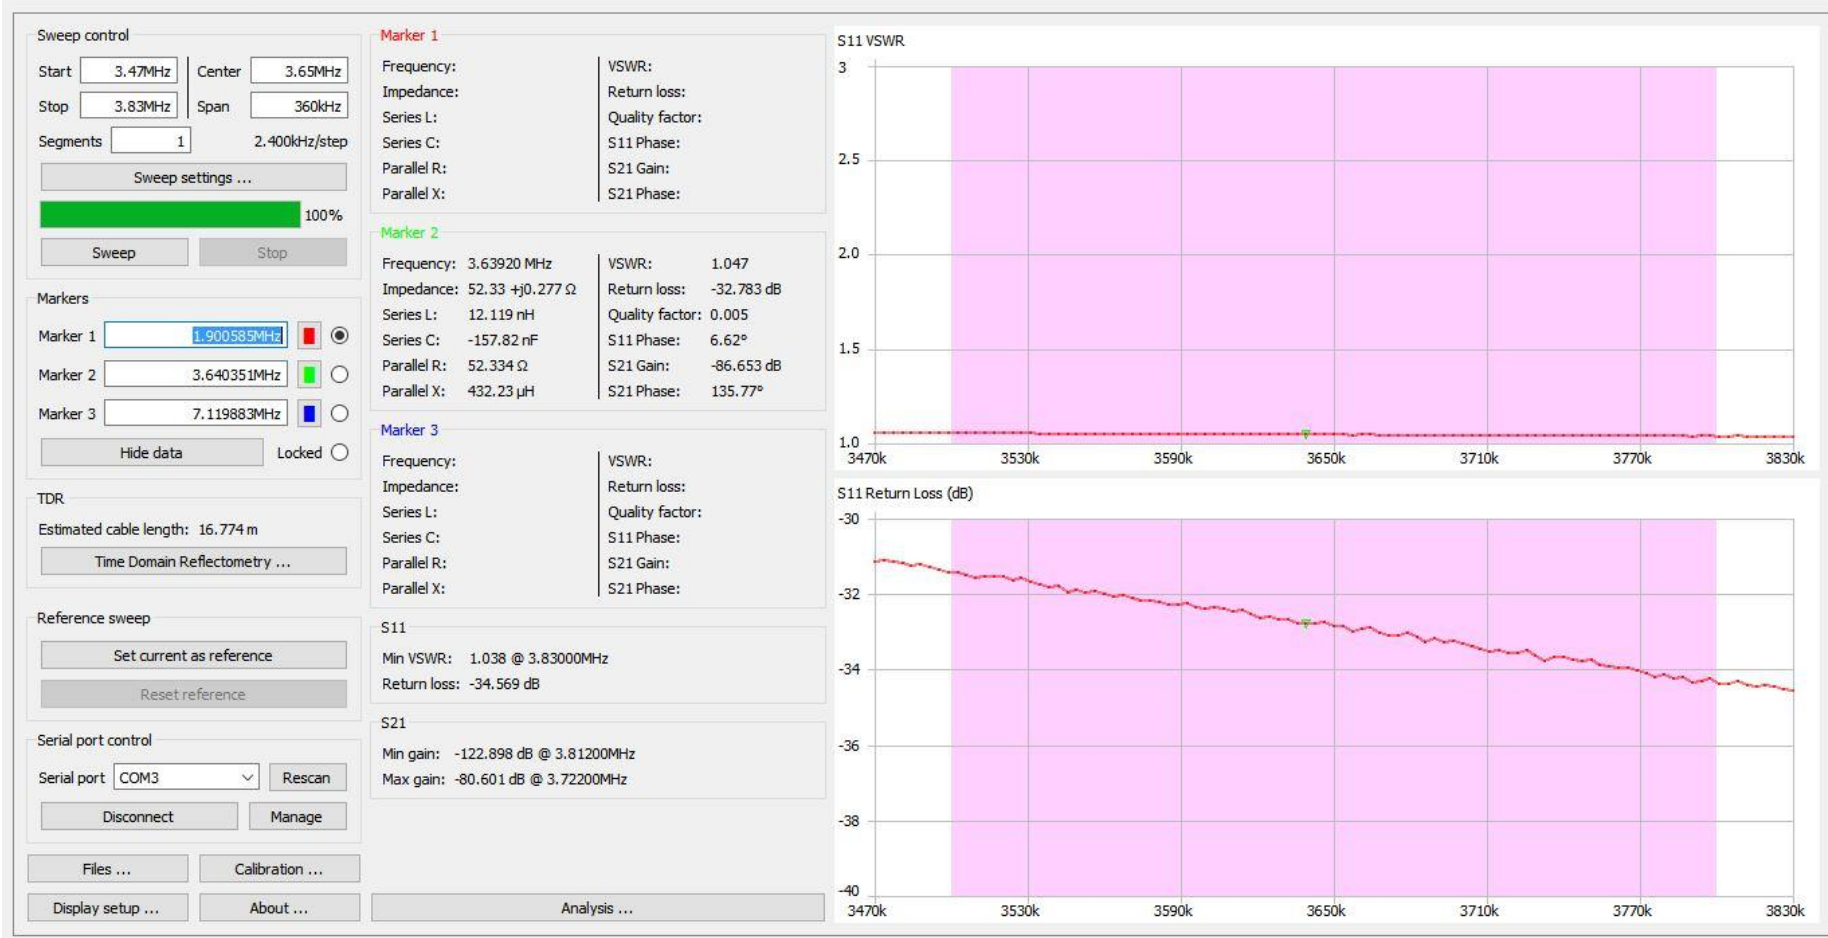 Sweep control
Start 3.47MHz Center 3.65MHz
Stop 3.83MHz Span 360kHz
Segments 1 2.400kHz/step
Sweep settings ...
100%
Sweep Stop
Markers
Marker 1 1.900585MHz
Marker 2 3.640351MHz
Marker 3 7.119883MHz
Hide data Locked
TDR
Estimated cable length: 16.774 m
Time Domain Reflectometry ...
Reference sweep
Set current as reference
Reset reference
Serial port control
Serial port COM3 Rescan
Disconnect Manage
Files ... Calibration ...
Display setup ... About ...
Marker 1
Frequency: VSWR:
Impedance: Return loss:
Series L: Quality factor:
Series C: S11 Phase:
Parallel R: S21 Gain:
Parallel X: S21 Phase:
Marker 2
Frequency: 3.63920 MHz VSWR: 1.047
Impedance: 52.33 +j0.277 Ω Return loss: -32.783 dB
Series L: 12.119 nH Quality factor: 0.005
Series C: -157.82 nF S11 Phase: 6.62°
Parallel R: 52.334 Ω S21 Gain: -86.653 dB
Parallel X: 432.23 µH S21 Phase: 135.77°
Marker 3
Frequency: VSWR:
Impedance: Return loss:
Series L: Quality factor:
Series C: S11 Phase:
Parallel R: S21 Gain:
Parallel X: S21 Phase:
S11
Min VSWR: 1.038 @ 3.83000MHz
Return loss: -34.569 dB
S21
Min gain: -122.898 dB @ 3.81200MHz
Max gain: -80.601 dB @ 3.72200MHz
Analysis ...
S11 VSWR
3
2.5
2.0
1.5
1.0
3470k 3530k 3590k 3650k 3710k 3770k 3830k
S11 Return Loss (dB)
-30
-32
-34
-36
-38
-40
3470k 3530k 3590k 3650k 3710k 3770k 3830k